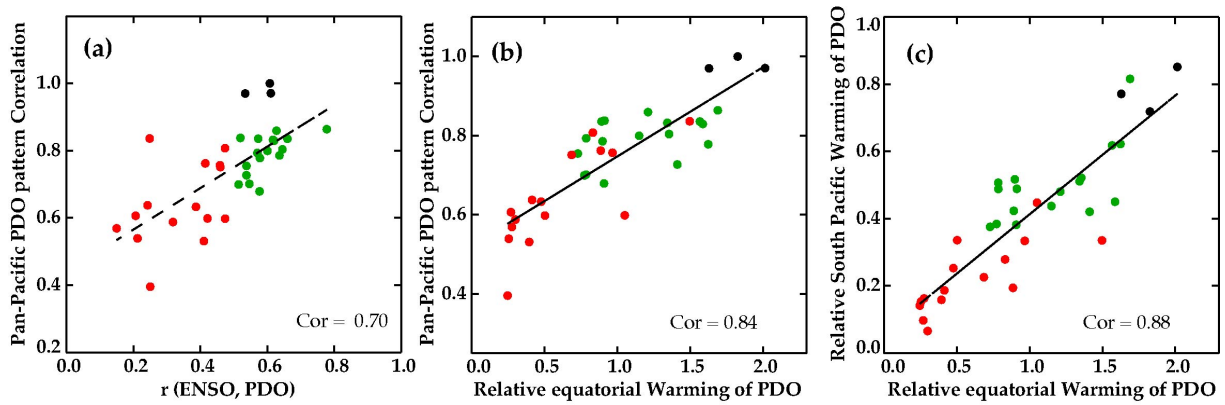 (a)
Pan-Pacific PDO pattern Correlation
1.0
0.8
0.6
0.4
0.2
Cor = 0.70
0.0 0.2 0.4 0.6 0.8 1.0
r (ENSO, PDO)
(b)
Pan-Pacific PDO pattern Correlation
1.0
0.8
0.6
0.4
Cor = 0.84
0.0 0.5 1.0 1.5 2.0
Relative equatorial Warming of PDO
(c)
Relative South Pacific Warming of PDO
1.0
0.8
0.6
0.4
0.2
0.0
Cor = 0.88
0.0 0.5 1.0 1.5 2.0
Relative equatorial Warming of PDO